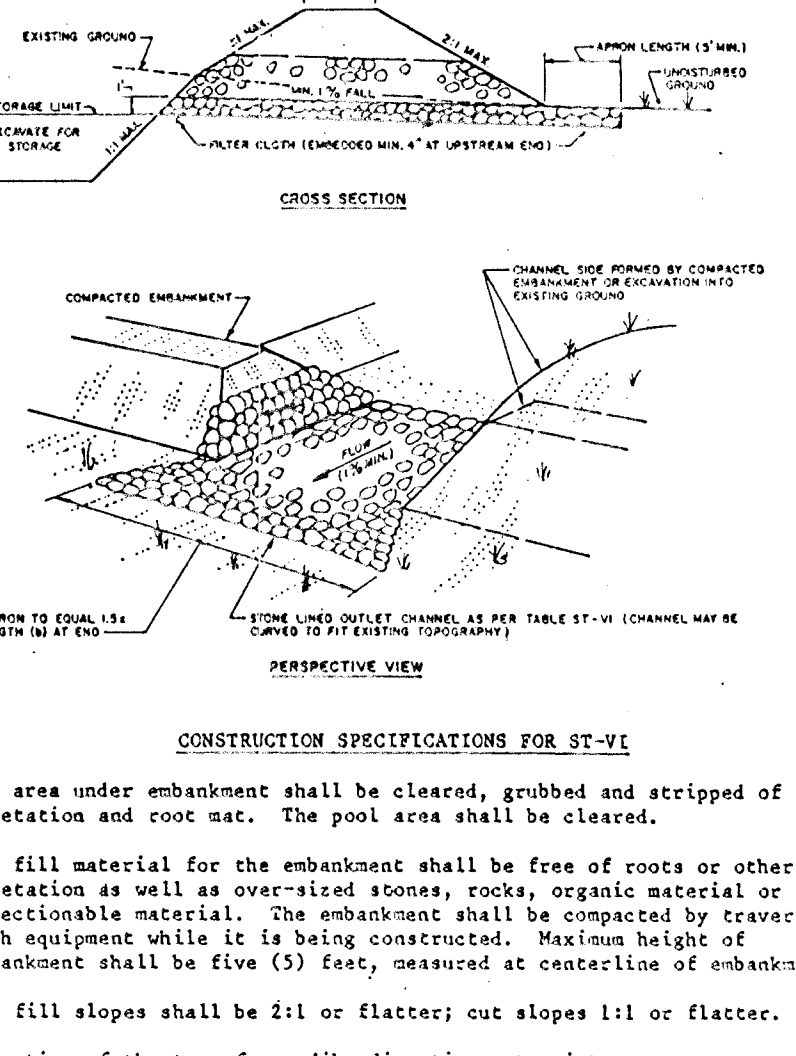 EXISTING GROUND
2:1 MAX
APRON LENGTH (5' MIN.)
UNDISTURBED
GROUND
1'
MIN. 1% FALL
STORAGE LIMIT
EXCAVATE FOR
STORAGE
1:1 MAX
FILTER CLOTH (EMBEDDED MIN. 4" AT UPSTREAM END)
CROSS SECTION
CHANNEL SIDE FORMED BY COMPACTED
EMBANKMENT OR EXCAVATION INTO
EXISTING GROUND
COMPACTED EMBANKMENT
FLOW
(1% MIN.)
RON TO EQUAL 1.5x
GTH (b) AT END
STONE LINED OUTLET CHANNEL AS PER TABLE ST-VI (CHANNEL MAY BE
CURVED TO FIT EXISTING TOPOGRAPHY)
PERSPECTIVE VIEW
CONSTRUCTION SPECIFICATIONS FOR ST-VI
area under embankment shall be cleared, grubbed and stripped of
etation and root mat. The pool area shall be cleared.
fill material for the embankment shall be free of roots or other
etation as well as over-sized stones, rocks, organic material or
ectionable material. The embankment shall be compacted by traver
h equipment while it is being constructed. Maximum height of
ankment shall be five (5) feet, measured at centerline of embankm
fill slopes shall be 2:1 or flatter; cut slopes 1:1 or flatter.